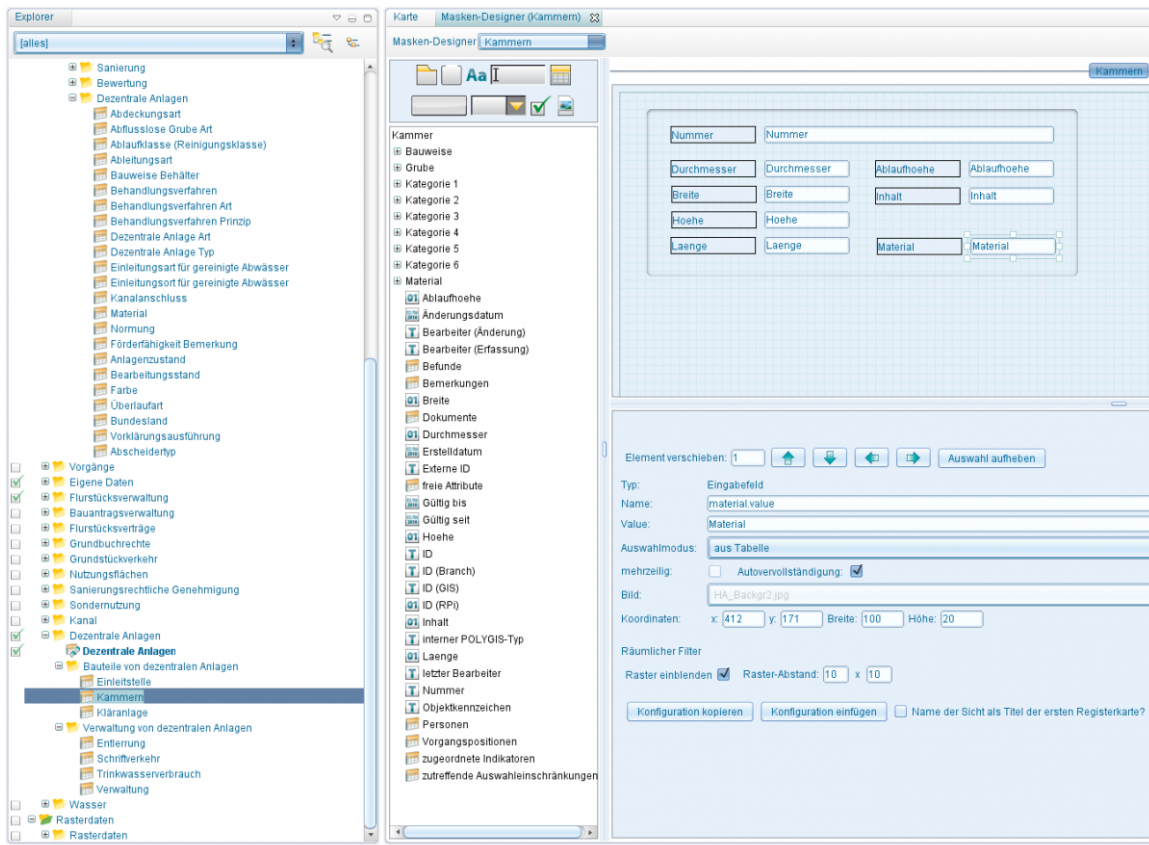 Explorer
[alles]
Sanierung
Bewertung
Dezentrale Anlagen
Abdeckungsart
Abflusslose Grube Art
Ablaufklasse (Reinigungsklasse)
Ableitungsart
Bauweise Behälter
Behandlungsverfahren
Behandlungsverfahren Art
Behandlungsverfahren Prinzip
Dezentrale Anlage Art
Dezentrale Anlage Typ
Einleitungsart für gereinigte Abwässer
Einleitungsort für gereinigte Abwässer
Kanalanschluss
Material
Normung
Förderfähigkeit Bemerkung
Anlagenzustand
Bearbeitungsstand
Farbe
Überlaufart
Bundesland
Vorklärungsausführung
Abscheidertyp
Vorgänge
Eigene Daten
Flurstücksverwaltung
Bauantragsverwaltung
Flurstücksverträge
Grundbuchrechte
Grundstückverkehr
Nutzungsflächen
Sanierungsrechtliche Genehmigung
Sondernutzung
Kanal
Dezentrale Anlagen
Dezentrale Anlagen
Bauteile von dezentralen Anlagen
Einleitstelle
Kammern
Kläranlage
Verwaltung von dezentralen Anlagen
Entleerung
Schriftverkehr
Trinkwasserverbrauch
Verwaltung
Wasser
Rasterdaten
Rasterdaten
Karte Masken-Designer (Kammern)
Masken-Designer Kammern
Aa
Kammer
Bauweise
Grube
Kategorie 1
Kategorie 2
Kategorie 3
Kategorie 4
Kategorie 5
Kategorie 6
Material
01 Ablaufhoehe
Änderungsdatum
T Bearbeiter (Änderung)
T Bearbeiter (Erfassung)
Befunde
Bemerkungen
01 Breite
Dokumente
01 Durchmesser
Erstelldatum
T Externe ID
freie Attribute
Gültig bis
Gültig seit
01 Hoehe
T ID
T ID (Branch)
T ID (GIS)
01 ID (RPi)
01 Inhalt
T interner POLYGIS-Typ
01 Laenge
T letzter Bearbeiter
T Nummer
T Objektkennzeichen
Personen
Vorgangspositionen
zugeordnete Indikatoren
zutreffende Auswahleinschränkungen
Kammern
Nummer Nummer
Durchmesser Durchmesser Ablaufhoehe Ablaufhoehe
Breite Breite Inhalt Inhalt
Hoehe Hoehe
Laenge Laenge Material Material
Element verschieben: 1 Auswahl aufheben
Typ: Eingabefeld
Name: material.value
Value: Material
Auswahlmodus: aus Tabelle
mehrzeilig: Autovervollständigung:
Bild: HA_Backgr2.jpg
Koordinaten: x: 412 y: 171 Breite: 100 Höhe: 20
Räumlicher Filter
Raster einblenden Raster-Abstand: 10 x 10
Konfiguration kopieren Konfiguration einfügen Name der Sicht als Titel der ersten Registerkarte?